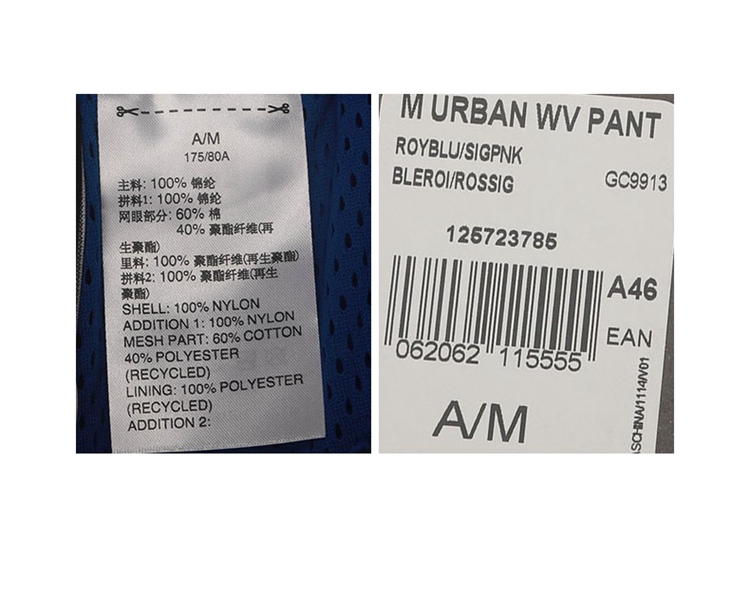 A/M
175/80A
主料: 100% 锦纶
拼料1: 100% 锦纶
网眼部分: 60% 棉
40% 聚酯纤维(再
生聚酯)
里料: 100% 聚酯纤维(再生聚酯)
拼料2: 100% 聚酯纤维(再生
聚酯)
SHELL: 100% NYLON
ADDITION 1: 100% NYLON
MESH PART: 60% COTTON
40% POLYESTER
(RECYCLED)
LINING: 100% POLYESTER
(RECYCLED)
ADDITION 2:
M URBAN WV PANT
ROYBLU/SIGPNK
BLEROI/ROSSIG
GC9913
125723785
A46
EAN
062062 115555
A/M
SCHINA/1114/V01